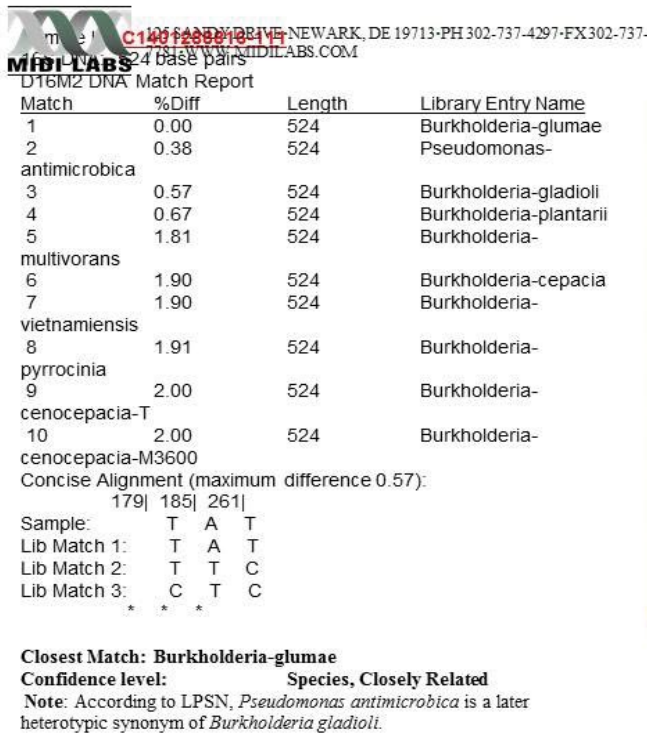 125 SANDY DRIVE·NEWARK, DE 19713·PH 302-737-4297·FX302-737-
7781·WWW.MIDILABS.COM
MIDI LABS
524 base pairs
D16M2 DNA Match Report
Match %Diff Length Library Entry Name
1 0.00 524 Burkholderia-glumae
2 0.38 524 Pseudomonas-
antimicrobica
3 0.57 524 Burkholderia-gladioli
4 0.67 524 Burkholderia-plantarii
5 1.81 524 Burkholderia-
multivorans
6 1.90 524 Burkholderia-cepacia
7 1.90 524 Burkholderia-
vietnamiensis
8 1.91 524 Burkholderia-
pyrrocinia
9 2.00 524 Burkholderia-
cenocepacia-T
10 2.00 524 Burkholderia-
cenocepacia-M3600
Concise Alignment (maximum difference 0.57):
179| 185| 261|
Sample: T A T
Lib Match 1: T A T
Lib Match 2: T T C
Lib Match 3: C T C
* * *
Closest Match: Burkholderia-glumae
Confidence level: Species, Closely Related
Note: According to LPSN, Pseudomonas antimicrobica is a later
heterotypic synonym of Burkholderia gladioli.